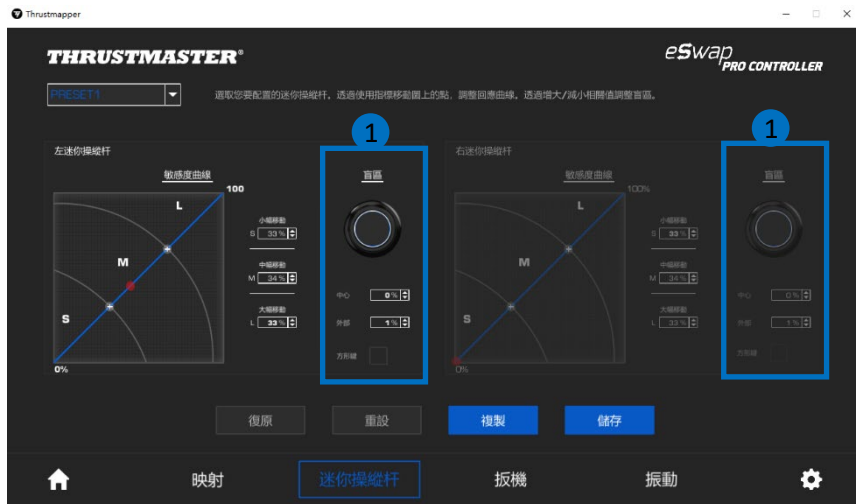 Thrustmapper
THRUSTMASTER®
eSwap
PRO CONTROLLER
PRESET1
選取您要配置的迷你操縱杆，透過使用指標移動圖上的點，調整回應曲線。透過增大/減小相關值調整盲區。
1
1
左迷你操縱杆
敏感度曲線
100
L
M
S
0%
小幅移動
S 33 %
中幅移動
M 34 %
大幅移動
L 33 %
盲區
中心 0 %
外部 1 %
方形鍵
右迷你操縱杆
敏感度曲線
100%
L
M
S
0%
小幅移動
S 33 %
中幅移動
M 34 %
大幅移動
L 33 %
盲區
中心 0 %
外部 1 %
方形鍵
復原
重設
複製
儲存
映射
迷你操縱杆
扳機
振動